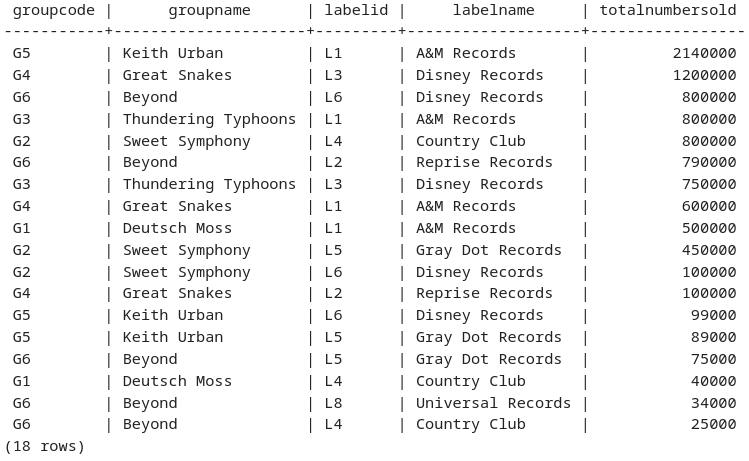 groupcode |      groupname      | labelid |     labelname     | totalnumbersold
-----------+---------------------+---------+-------------------+-----------------
 G5        | Keith Urban         | L1      | A&M Records       |         2140000
 G4        | Great Snakes        | L3      | Disney Records    |         1200000
 G6        | Beyond              | L6      | Disney Records    |          800000
 G3        | Thundering Typhoons | L1      | A&M Records       |          800000
 G2        | Sweet Symphony      | L4      | Country Club      |          800000
 G6        | Beyond              | L2      | Reprise Records   |          790000
 G3        | Thundering Typhoons | L3      | Disney Records    |          750000
 G4        | Great Snakes        | L1      | A&M Records       |          600000
 G1        | Deutsch Moss        | L1      | A&M Records       |          500000
 G2        | Sweet Symphony      | L5      | Gray Dot Records  |          450000
 G2        | Sweet Symphony      | L6      | Disney Records    |          100000
 G4        | Great Snakes        | L2      | Reprise Records   |          100000
 G5        | Keith Urban         | L6      | Disney Records    |           99000
 G5        | Keith Urban         | L5      | Gray Dot Records  |           89000
 G6        | Beyond              | L5      | Gray Dot Records  |           75000
 G1        | Deutsch Moss        | L4      | Country Club      |           40000
 G6        | Beyond              | L8      | Universal Records |           34000
 G6        | Beyond              | L4      | Country Club      |           25000
(18 rows)